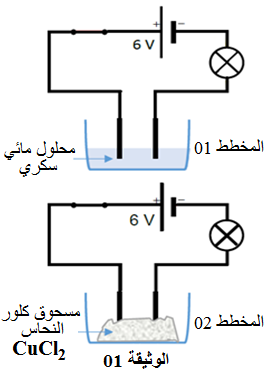 + -
6 V
المخطط 01
محلول مائي
سكري
+ -
6 V
المخطط 02
مسحوق كلور
النحاس
CuCl2
الوثيقة 01